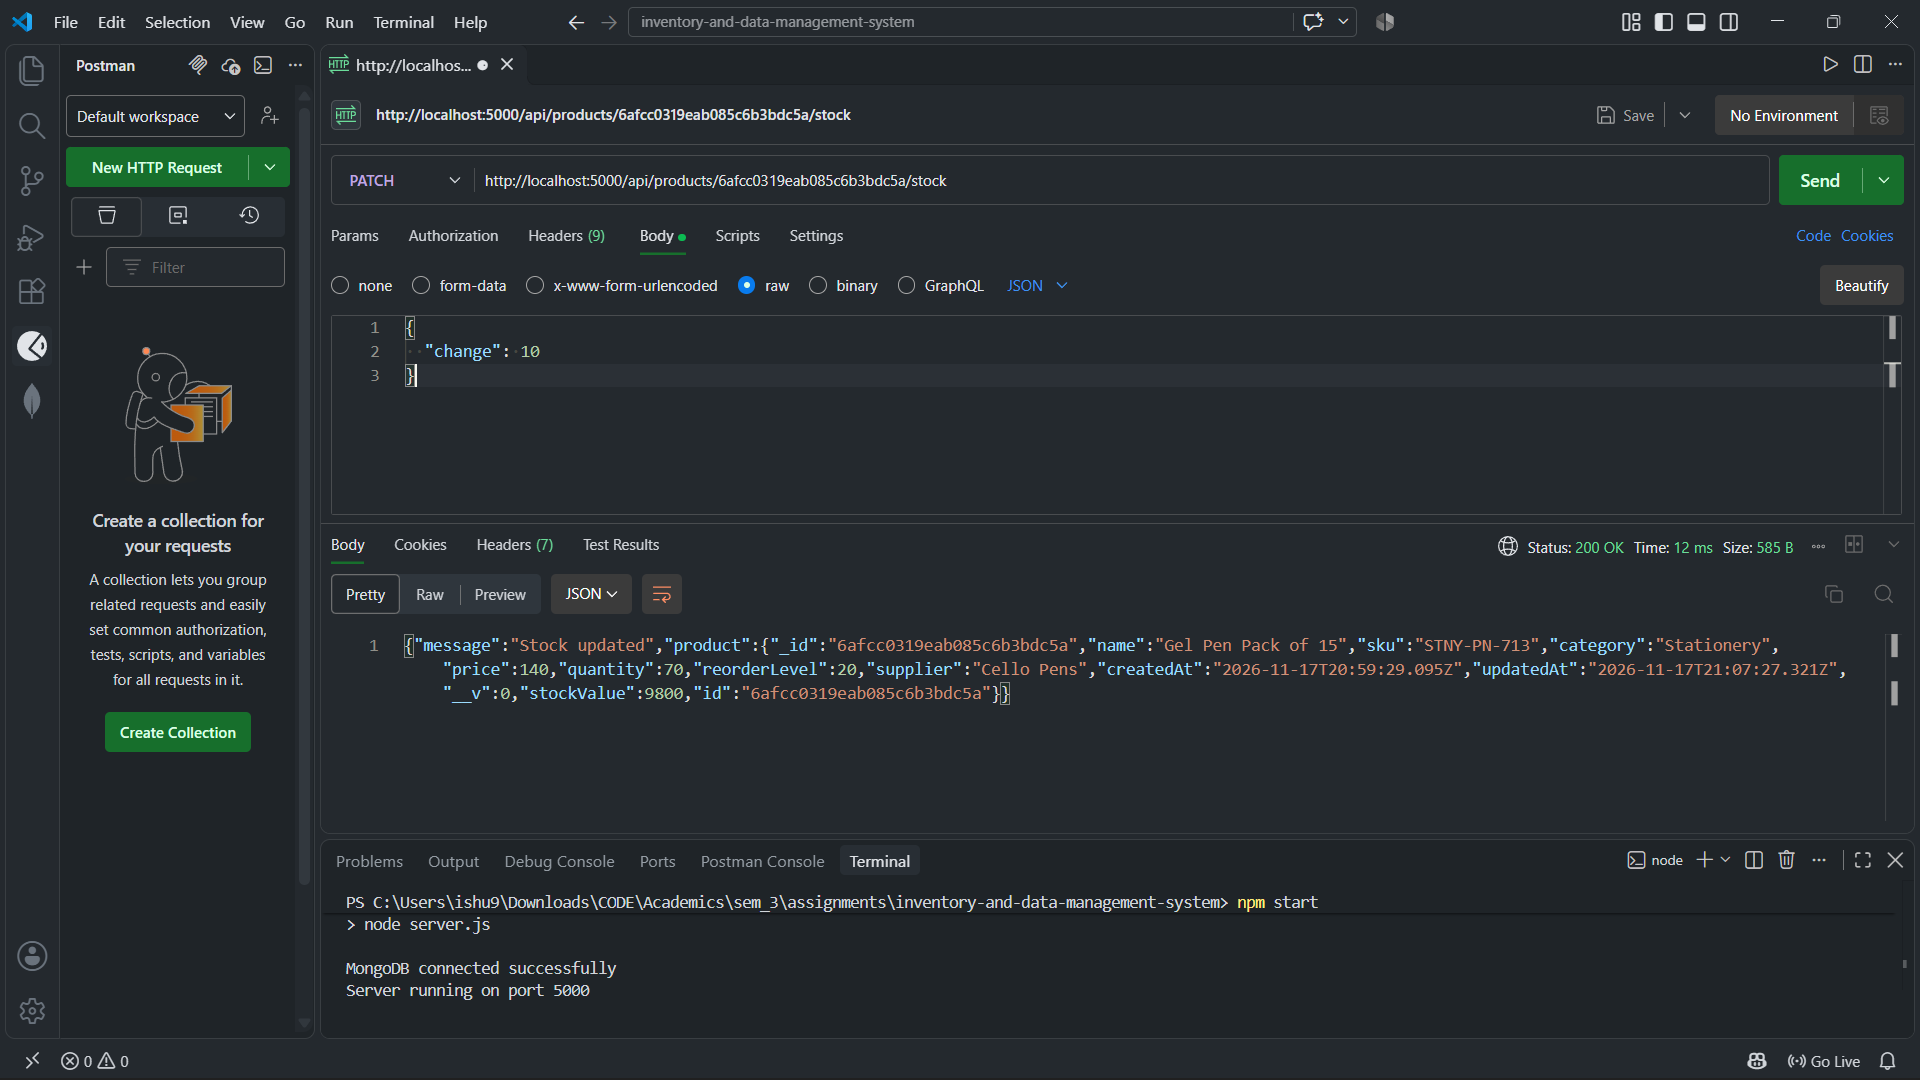 File Edit Selection View Go Run Terminal Help
inventory-and-data-management-system
Postman
http://localhos...
Default workspace
HTTP http://localhost:5000/api/products/6afcc0319eab085c6b3bdc5a/stock
Save
No Environment
New HTTP Request
PATCH http://localhost:5000/api/products/6afcc0319eab085c6b3bdc5a/stock
Send
Params Authorization Headers (9) Body Scripts Settings
Code Cookies
Filter
none form-data x-www-form-urlencoded raw binary GraphQL JSON
Beautify
1 {
2 "change": 10
3 }
Create a collection for
your requests
A collection lets you group
related requests and easily
set common authorization,
tests, scripts, and variables
for all requests in it.
Create Collection
Body Cookies Headers (7) Test Results
Status: 200 OK Time: 12 ms Size: 585 B
Pretty Raw Preview JSON
1 {"message":"Stock updated","product":{"_id":"6afcc0319eab085c6b3bdc5a","name":"Gel Pen Pack of 15","sku":"STNY-PN-713","category":"Stationery",
"price":140,"quantity":70,"reorderLevel":20,"supplier":"Cello Pens","createdAt":"2026-11-17T20:59:29.095Z","updatedAt":"2026-11-17T21:07:27.321Z",
"__v":0,"stockValue":9800,"id":"6afcc0319eab085c6b3bdc5a"}}
Problems Output Debug Console Ports Postman Console Terminal
node
PS C:\Users\ishu9\Downloads\CODE\Academics\sem_3\assignments\inventory-and-data-management-system> npm start
> node server.js
MongoDB connected successfully
Server running on port 5000
0 0
Go Live